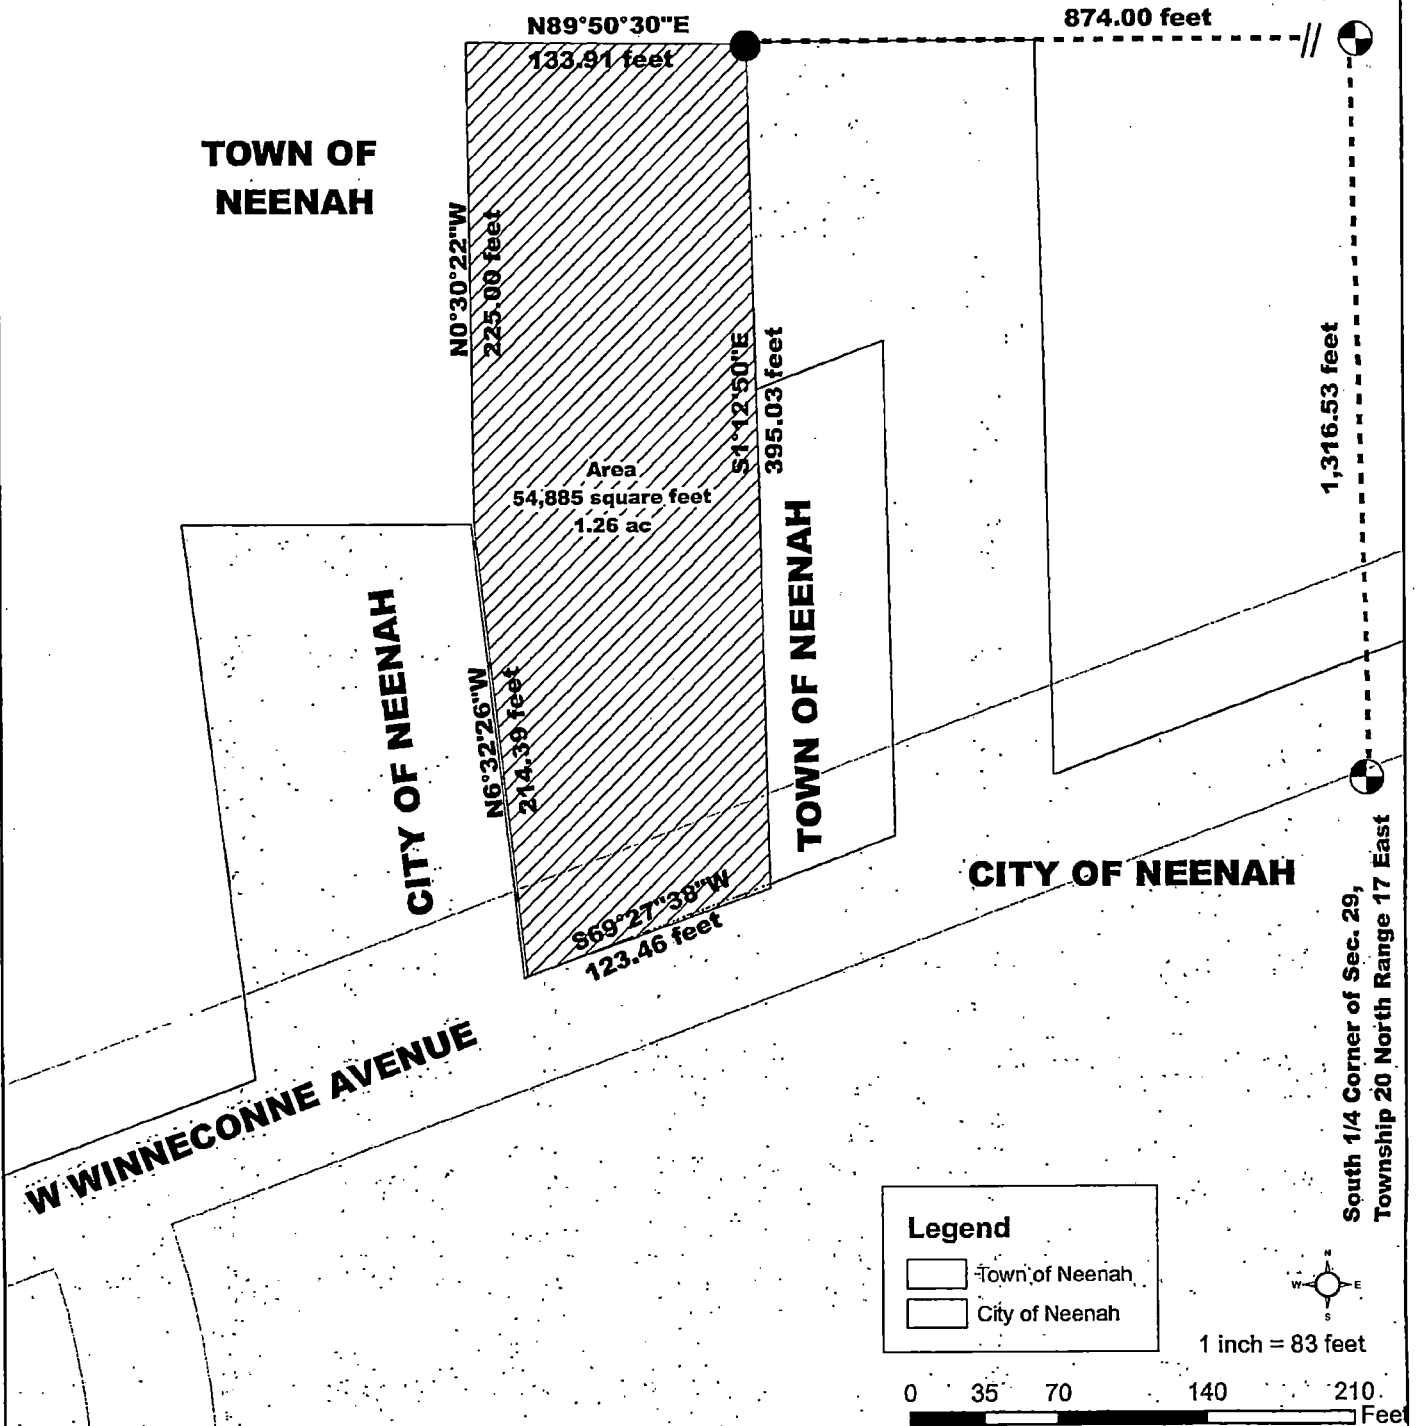 N89°50°30"E
133.91 feet
874.00 feet
TOWN OF
NEENAH
N0°30°22"W
225.00 feet
S1°12'50"E
395.03 feet
1,316.53 feet
Area
54,885 square feet
1.26 ac
CITY OF NEENAH
N6°32'26"W
214.39 feet
TOWN OF NEENAH
S69°27"38"W
123.46 feet
CITY OF NEENAH
South 1/4 Corner of Sec. 29,
Township 20 North Range 17 East
W WINNECONNE AVENUE
Legend
Town of Neenah
City of Neenah
N
W E
S
1 inch = 83 feet
0 35 70 140 210
Feet